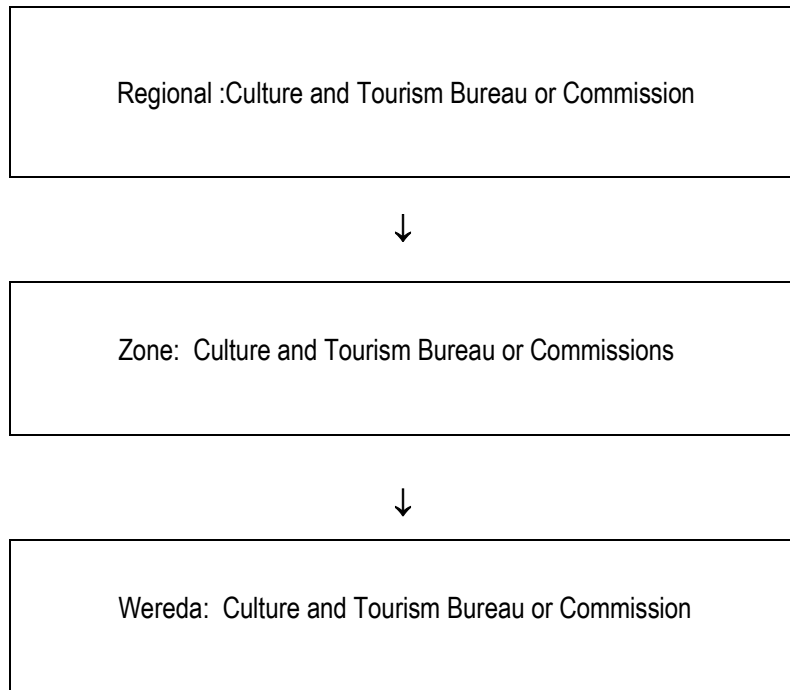 Regional :Culture and Tourism Bureau or Commission
↓
Zone:  Culture and Tourism Bureau or Commissions
↓
Wereda:  Culture and Tourism Bureau or Commission